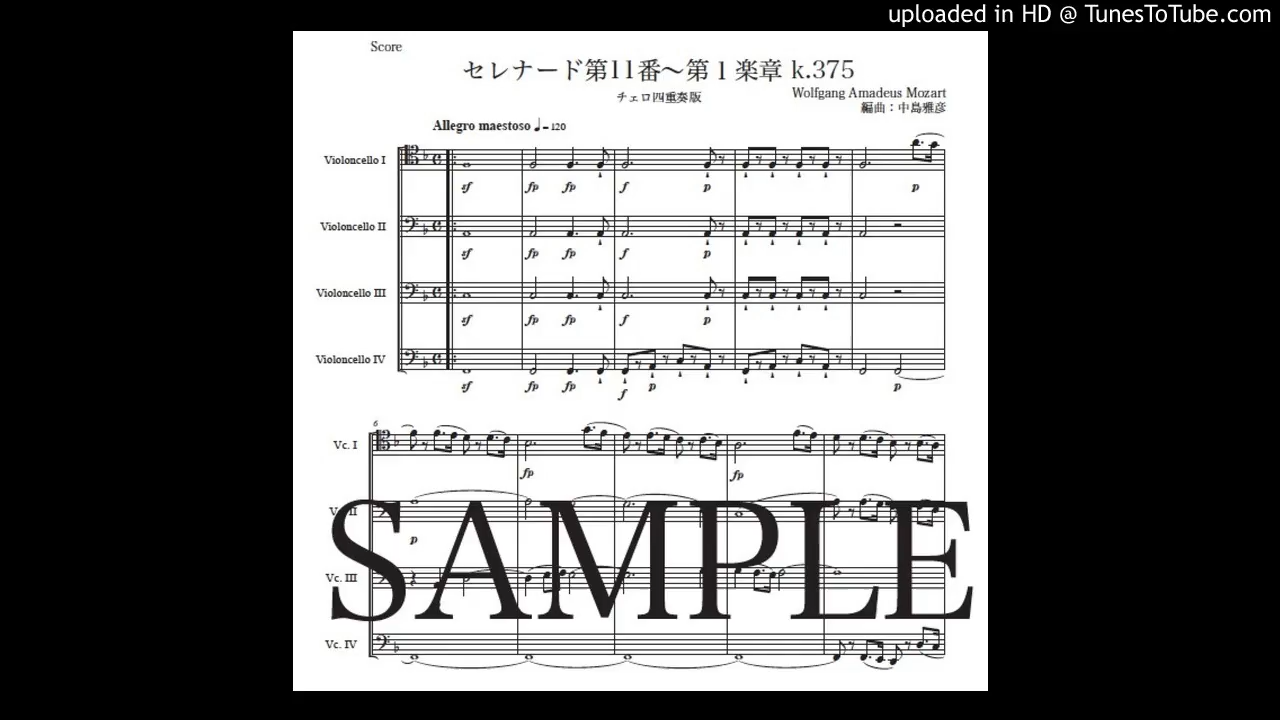 uploaded in HD @ TunesToTube.com
Score
セレナード第11番〜第１楽章 k.375
チェロ四重奏版
Wolfgang Amadeus Mozart
編曲：中島雅彦
Allegro maestoso ♩=120
Violoncello I
sf fp fp f p p
Violoncello II
sf fp fp f p
Violoncello III
sf fp fp f p
Violoncello IV
sf fp fp f p p
6
Vc. I
fp fp
Vc. II
p
SAMPLE
Vc. III
Vc. IV